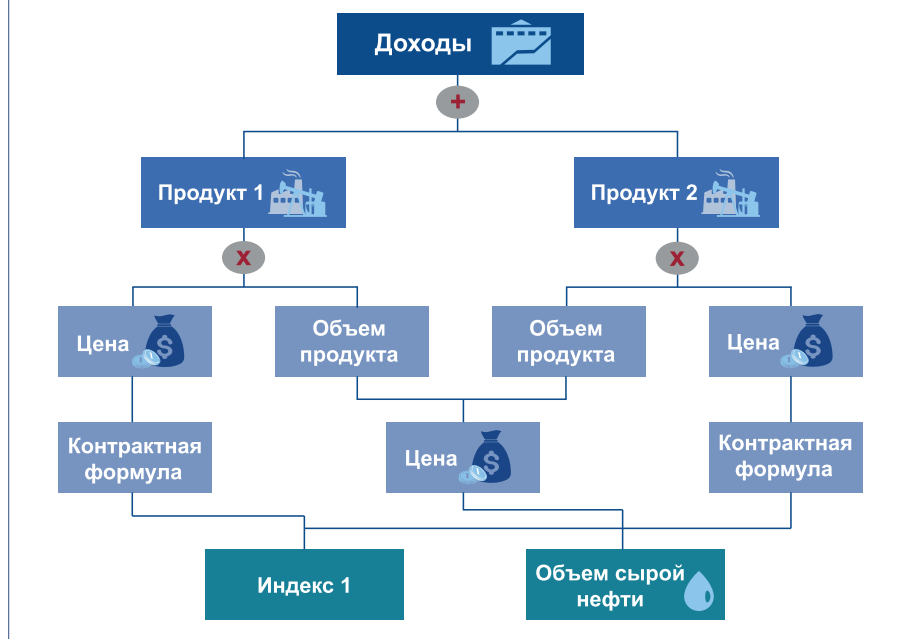 Доходы
+
Продукт 1
Продукт 2
x
x
Цена
$
Объем
продукта
Объем
продукта
Цена
$
Контрактная
формула
Цена
$
Контрактная
формула
Индекс 1
Объем сырой
нефти